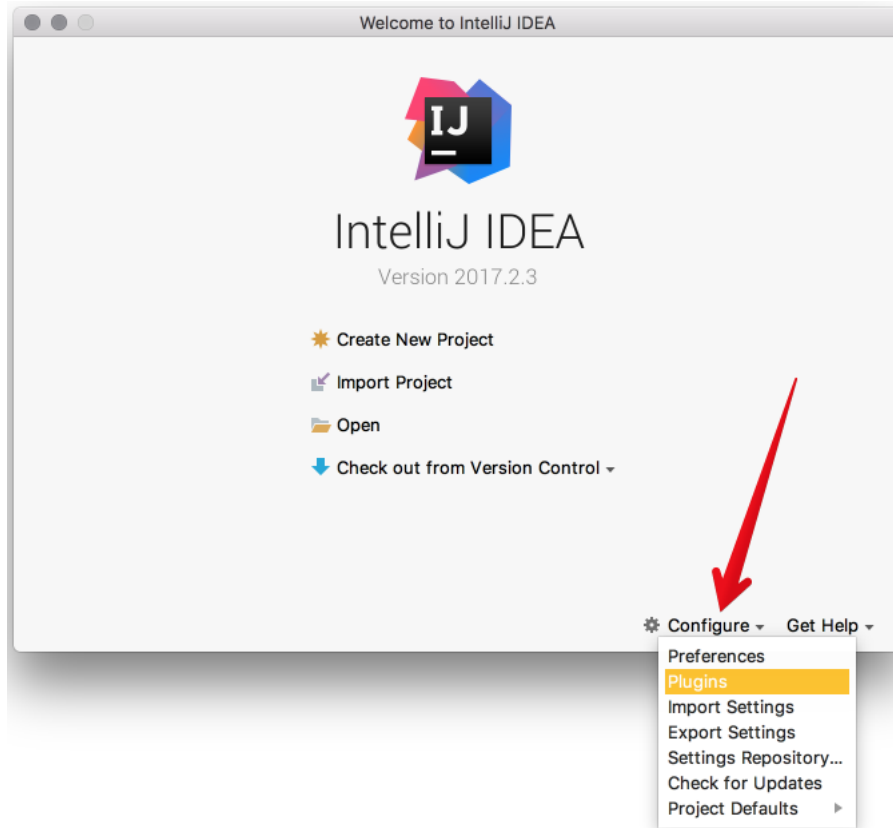 Welcome to IntelliJ IDEA
IJ
IntelliJ IDEA
Version 2017.2.3
Create New Project
Import Project
Open
Check out from Version Control
Configure Get Help
Preferences
Plugins
Import Settings
Export Settings
Settings Repository...
Check for Updates
Project Defaults